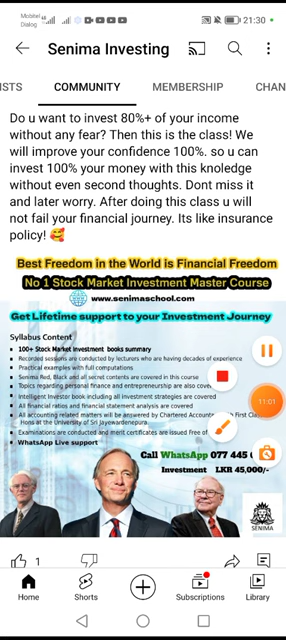 Mobitel
Dialog
21:30
Senima Investing
ISTS
COMMUNITY
MEMBERSHIP
CHAN
Do u want to invest 80%+ of your income
without any fear? Then this is the class! We
will improve your confidence 100%. so u can
invest 100% your money with this knoledge
without even second thoughts. Dont miss it
and later worry. After doing this class u will
not fail your financial journey. Its like insurance
policy! 🥰
Best Freedom in the World is Financial Freedom
No 1 Stock Market Investment Master Course
www.senimaschool.com
Get Lifetime support to your Investment Journey
Syllabus Content
100+ Stock Market Investment books summary
Recorded sessions are conducted by lecturers who are having decades of experience
Practical examples with full computations
Senima Red, Black and all secret contents are covered in this course
Topics regarding personal finance and entrepreneurship are also cove
Intelligent Investor book including all investment strategies are covered
All financial ratios and financial statement analysis are covered
All accounting related matters will be answered by Chartered Account First Clas
Hons at the University of Sri Jayewardenepura
Examinations are conducted and merit certificates are issued Free of
WhatsApp Live support
11:01
Call WhatsApp 077 445
Investment LKR 45,000/-
SENIMA
1
Home
Shorts
Subscriptions
Library